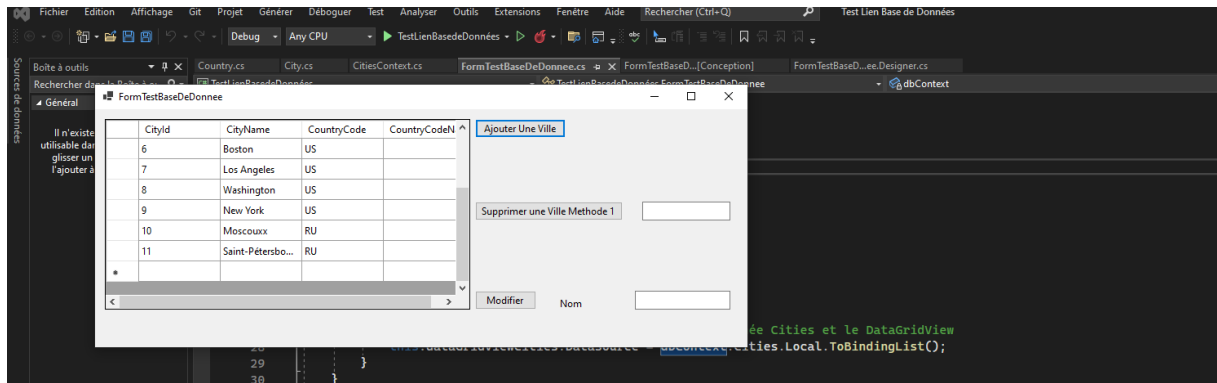 Fichier Edition Affichage Git Projet Générer Déboguer Test Analyser Outils Extensions Fenêtre Aide Rechercher (Ctrl+Q) Test Lien Base de Données
Debug Any CPU TestLienBasedeDonnées
Sources de données
Boîte à outils
Country.cs City.cs CitiesContext.cs FormTestBaseDeDonnee.cs FormTestBaseD...[Conception] FormTestBaseD...ee.Designer.cs
Rechercher da
dbContext
Général
Il n'existe
utilisable dan
glisser un
l'ajouter à
FormTestBaseDeDonnee
CityId CityName CountryCode CountryCodeN
6 Boston US
7 Los Angeles US
8 Washington US
9 New York US
10 Moscouxx RU
11 Saint-Pétersbo... RU
Ajouter Une Ville
Supprimer une Ville Methode 1
Modifier Nom
ée Cities et le DataGridView
.Cities.Local.ToBindingList();
29 }
30 }